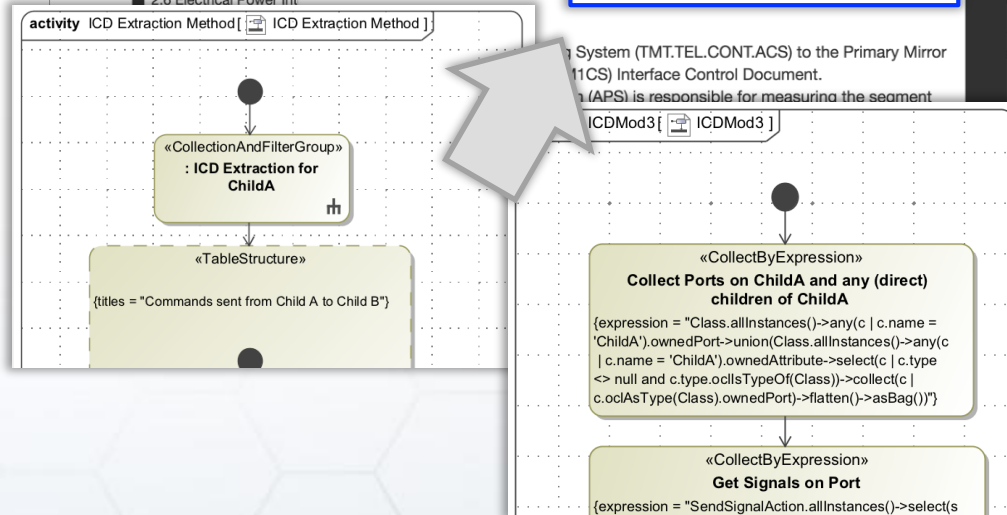 2.6 Electrical Power Int
activity ICD Extraction Method [ ICD Extraction Method ]
«CollectionAndFilterGroup»
: ICD Extraction for
ChildA
«TableStructure»
{titles = "Commands sent from Child A to Child B"}
System (TMT.TEL.CONT.ACS) to the Primary Mirror
1CS) Interface Control Document.
(APS) is responsible for measuring the segment
ICDMod3 [ ICDMod3 ]
«CollectByExpression»
Collect Ports on ChildA and any (direct)
children of ChildA
{expression = "Class.allInstances()->any(c | c.name =
'ChildA').ownedPort->union(Class.allInstances()->any(c
| c.name = 'ChildA').ownedAttribute->select(c | c.type
<> null and c.type.oclIsTypeOf(Class))->collect(c |
c.oclAsType(Class).ownedPort)->flatten()->asBag())"}
«CollectByExpression»
Get Signals on Port
{expression = "SendSignalAction.allInstances()->select(s